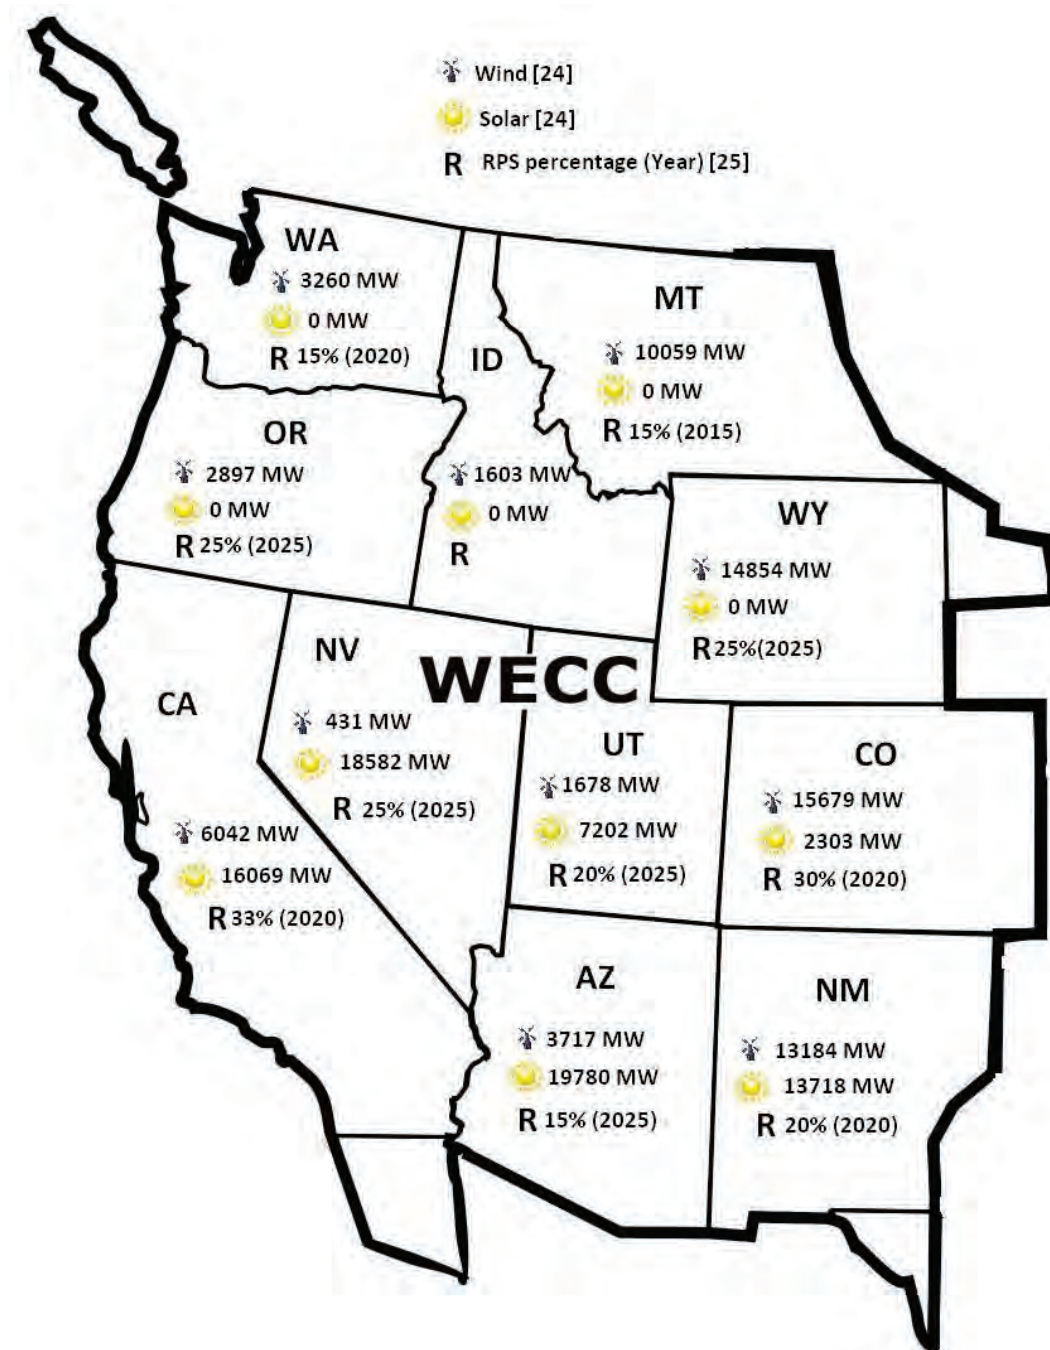 Wind [24]
Solar [24]
R RPS percentage (Year) [25]
WA
3260 MW
0 MW
R 15% (2020)
ID
1603 MW
0 MW
R
MT
10059 MW
0 MW
R 15% (2015)
OR
2897 MW
0 MW
R 25% (2025)
WY
14854 MW
0 MW
R 25%(2025)
WECC
NV
431 MW
18582 MW
R 25% (2025)
CA
6042 MW
16069 MW
R 33% (2020)
UT
1678 MW
7202 MW
R 20% (2025)
CO
15679 MW
2303 MW
R 30% (2020)
AZ
3717 MW
19780 MW
R 15% (2025)
NM
13184 MW
13718 MW
R 20% (2020)